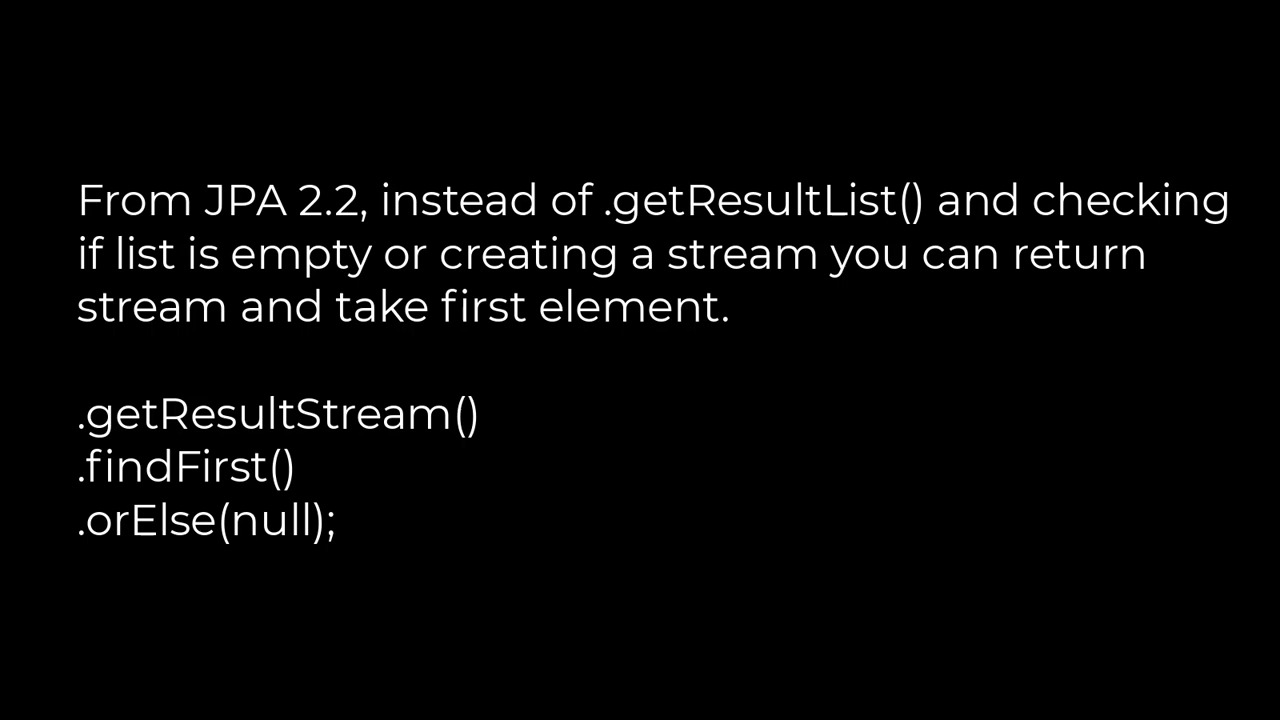 From JPA 2.2, instead of .getResultList() and checking
if list is empty or creating a stream you can return
stream and take first element.
.getResultStream()
.findFirst()
.orElse(null);